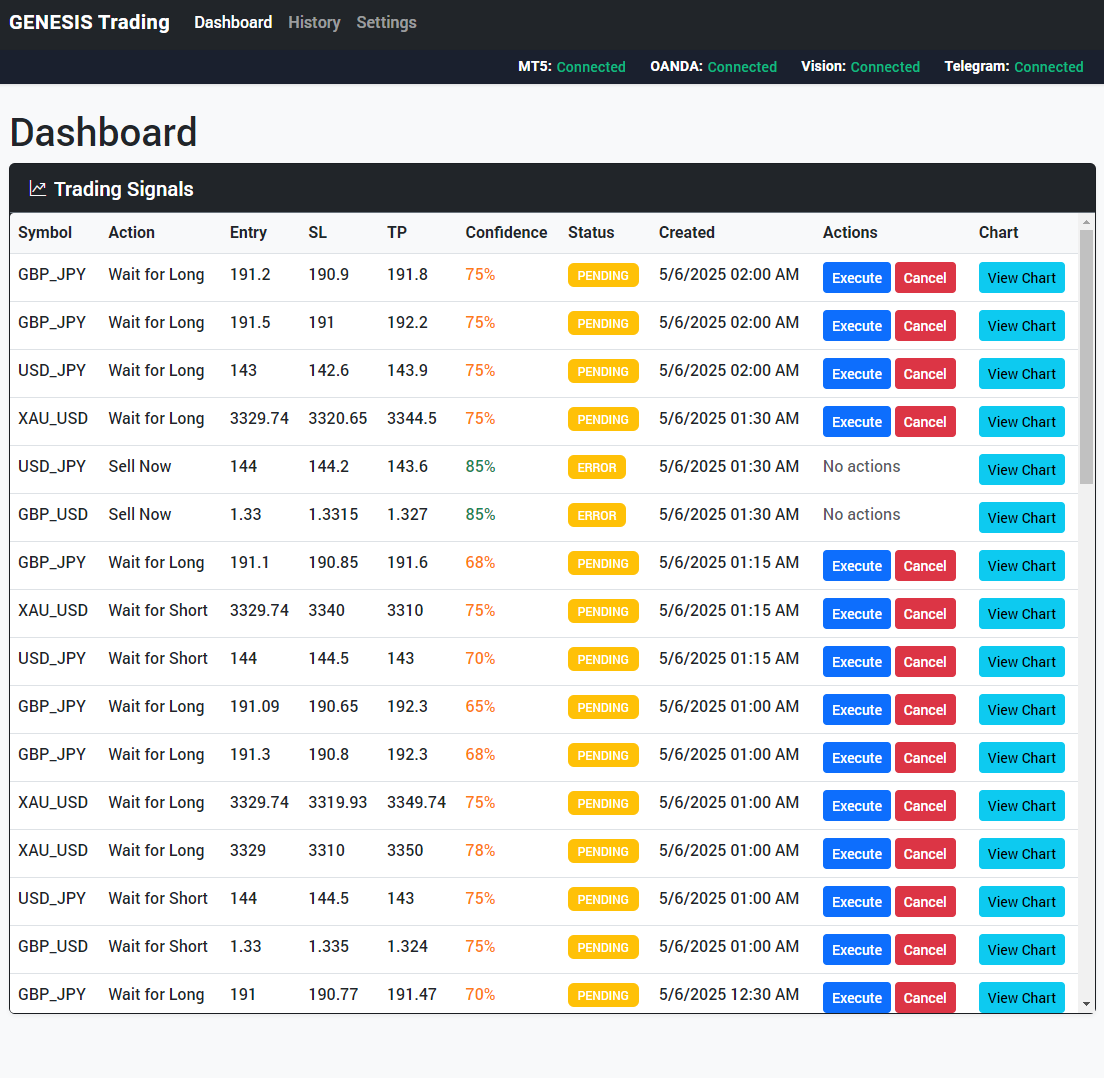 GENESIS Trading Dashboard History Settings
MT5: Connected OANDA: Connected Vision: Connected Telegram: Connected
Dashboard
Trading Signals
Symbol Action Entry SL TP Confidence Status Created Actions Chart
GBP_JPY Wait for Long 191.2 190.9 191.8 75% PENDING 5/6/2025 02:00 AM Execute Cancel View Chart
GBP_JPY Wait for Long 191.5 191 192.2 75% PENDING 5/6/2025 02:00 AM Execute Cancel View Chart
USD_JPY Wait for Long 143 142.6 143.9 75% PENDING 5/6/2025 02:00 AM Execute Cancel View Chart
XAU_USD Wait for Long 3329.74 3320.65 3344.5 75% PENDING 5/6/2025 01:30 AM Execute Cancel View Chart
USD_JPY Sell Now 144 144.2 143.6 85% ERROR 5/6/2025 01:30 AM No actions View Chart
GBP_USD Sell Now 1.33 1.3315 1.327 85% ERROR 5/6/2025 01:30 AM No actions View Chart
GBP_JPY Wait for Long 191.1 190.85 191.6 68% PENDING 5/6/2025 01:15 AM Execute Cancel View Chart
XAU_USD Wait for Short 3329.74 3340 3310 75% PENDING 5/6/2025 01:15 AM Execute Cancel View Chart
USD_JPY Wait for Short 144 144.5 143 70% PENDING 5/6/2025 01:15 AM Execute Cancel View Chart
GBP_JPY Wait for Long 191.09 190.65 192.3 65% PENDING 5/6/2025 01:00 AM Execute Cancel View Chart
GBP_JPY Wait for Long 191.3 190.8 192.3 68% PENDING 5/6/2025 01:00 AM Execute Cancel View Chart
XAU_USD Wait for Long 3329.74 3319.93 3349.74 75% PENDING 5/6/2025 01:00 AM Execute Cancel View Chart
XAU_USD Wait for Long 3329 3310 3350 78% PENDING 5/6/2025 01:00 AM Execute Cancel View Chart
USD_JPY Wait for Short 144 144.5 143 75% PENDING 5/6/2025 01:00 AM Execute Cancel View Chart
GBP_USD Wait for Short 1.33 1.335 1.324 75% PENDING 5/6/2025 01:00 AM Execute Cancel View Chart
GBP_JPY Wait for Long 191 190.77 191.47 70% PENDING 5/6/2025 12:30 AM Execute Cancel View Chart